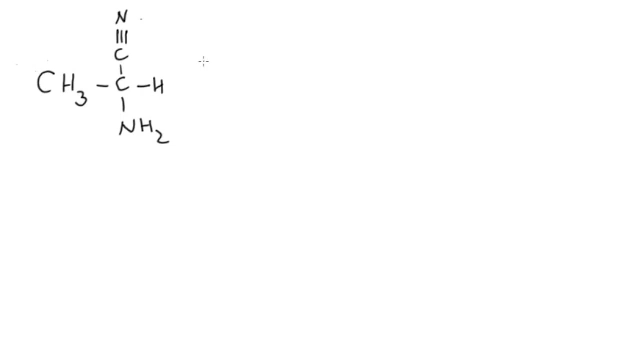 N
≡
C
CH₃ – C – H
NH₂